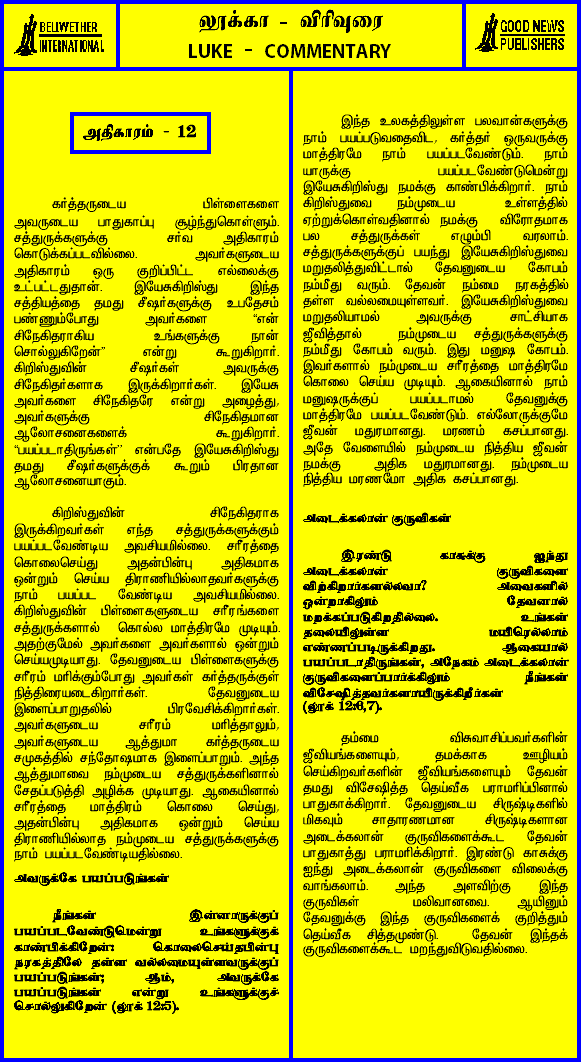 BELLWETHER
INTERNATIONAL
லூக்கா - விரிவுரை
LUKE - COMMENTARY
GOOD NEWS
PUBLISHERS
அதிகாரம் - 12
கர்த்தருடைய பிள்ளைகளை
அவருடைய பாதுகாப்பு சூழ்ந்துகொள்ளும்.
சத்துருக்களுக்கு சர்வ அதிகாரம்
கொடுக்கப்படவில்லை. அவர்களுடைய
அதிகாரம் ஒரு குறிப்பிட்ட எல்லைக்கு
உட்பட்டதுதான். இயேசுகிறிஸ்து இந்த
சத்தியத்தை தமது சீஷர்களுக்கு உபதேசம்
பண்ணும்போது அவர்களை “என்
சிநேகிதராகிய உங்களுக்கு நான்
சொல்லுகிறேன்” என்று கூறுகிறார்.
கிறிஸ்துவின் சீஷர்கள் அவருக்கு
சிநேகிதர்களாக இருக்கிறார்கள். இயேசு
அவர்களை சிநேகிதரே என்று அழைத்து,
அவர்களுக்கு சிநேகிதமான
ஆலோசனைகளைக் கூறுகிறார்.
“பயப்படாதிருங்கள்” என்பதே இயேசுகிறிஸ்து
தமது சீஷர்களுக்குக் கூறும் பிரதான
ஆலோசனையாகும்.
கிறிஸ்துவின் சிநேகிதராக
இருக்கிறவர்கள் எந்த சத்துருக்களுக்கும்
பயப்படவேண்டிய அவசியமில்லை. சரீரத்தை
கொலைசெய்து அதன்பின்பு அதிகமாக
ஒன்றும் செய்ய திராணியில்லாதவர்களுக்கு
நாம் பயப்பட வேண்டிய அவசியமில்லை.
கிறிஸ்துவின் பிள்ளைகளுடைய சரீரங்களை
சத்துருக்களால் கொல்ல மாத்திரமே முடியும்.
அதற்குமேல் அவர்களை அவர்களால் ஒன்றும்
செய்யமுடியாது. தேவனுடைய பிள்ளைகளுக்கு
சரீரம் மரிக்கும்போது அவர்கள் கர்த்தருக்குள்
நித்திரையடைகிறார்கள். தேவனுடைய
இளைப்பாறுதலில் பிரவேசிக்கிறார்கள்.
அவர்களுடைய சரீரம் மரித்தாலும்,
அவர்களுடைய ஆத்துமா கர்த்தருடைய
சமுகத்தில் சந்தோஷமாக இளைப்பாறும். அந்த
ஆத்துமாவை நம்முடைய சத்துருக்களினால்
சேதப்படுத்தி அழிக்க முடியாது. ஆகையினால்
சரீரத்தை மாத்திரம் கொலை செய்து,
அதன்பின்பு அதிகமாக ஒன்றும் செய்ய
திராணியில்லாத நம்முடைய சத்துருக்களுக்கு
நாம் பயப்படவேண்டியதில்லை.
அவருக்கே பயப்படுங்கள்
நீங்கள் இன்னாருக்குப்
பயப்படவேண்டுமென்று உங்களுக்குக்
காண்பிக்கிறேன்: கொலைசெய்தபின்பு
நரகத்திலே தள்ள வல்லமையுள்ளவருக்குப்
பயப்படுங்கள்; ஆம், அவருக்கே
பயப்படுங்கள் என்று உங்களுக்குச்
சொல்லுகிறேன் (லூக் 12:5).
இந்த உலகத்திலுள்ள பலவான்களுக்கு
நாம் பயப்படுவதைவிட, கர்த்தர் ஒருவருக்கு
மாத்திரமே நாம் பயப்படவேண்டும். நாம்
யாருக்கு பயப்படவேண்டுமென்று
இயேசுகிறிஸ்து நமக்கு காண்பிக்கிறார். நாம்
கிறிஸ்துவை நம்முடைய உள்ளத்தில்
ஏற்றுக்கொள்வதினால் நமக்கு விரோதமாக
பல சத்துருக்கள் எழும்பி வரலாம்.
சத்துருக்களுக்குப் பயந்து இயேசுகிறிஸ்துவை
மறுதலித்துவிட்டால் தேவனுடைய கோபம்
நம்மீது வரும். தேவன் நம்மை நரகத்தில்
தள்ள வல்லமையுள்ளவர். இயேசுகிறிஸ்துவை
மறுதலியாமல் அவருக்கு சாட்சியாக
ஜீவித்தால் நம்முடைய சத்துருக்களுக்கு
நம்மீது கோபம் வரும். இது மனுஷ கோபம்.
இவர்களால் நம்முடைய சரீரத்தை மாத்திரமே
கொலை செய்ய முடியும். ஆகையினால் நாம்
மனுஷருக்குப் பயப்படாமல் தேவனுக்கு
மாத்திரமே பயப்படவேண்டும். எல்லோருக்குமே
ஜீவன் மதுரமானது. மரணம் கசப்பானது.
அதே வேளையில் நம்முடைய நித்திய ஜீவன்
நமக்கு அதிக மதுரமானது. நம்முடைய
நித்திய மரணமோ அதிக கசப்பானது.
அடைக்கலான் குருவிகள்
இரண்டு காசுக்கு ஐந்து
அடைக்கலான் குருவிகளை
விற்கிறார்களல்லவா? அவைகளில்
ஒன்றாகிலும் தேவனால்
மறக்கப்படுகிறதில்லை. உங்கள்
தலையிலுள்ள மயிரெல்லாம்
எண்ணப்பட்டிருக்கிறது. ஆகையால்
பயப்படாதிருங்கள், அநேகம் அடைக்கலான்
குருவிகளைப்பார்க்கிலும் நீங்கள்
விசேஷித்தவர்களாயிருக்கிறீர்கள்
(லூக் 12:6,7).
தம்மை விசுவாசிப்பவர்களின்
ஜீவியங்களையும், தமக்காக ஊழியம்
செய்கிறவர்களின் ஜீவியங்களையும் தேவன்
தமது விசேஷித்த தெய்வீக பராமரிப்பினால்
பாதுகாக்கிறார். தேவனுடைய சிருஷ்டிகளில்
மிகவும் சாதாரணமான சிருஷ்டிகளான
அடைக்கலான் குருவிகளைக்கூட தேவன்
பாதுகாத்து பராமரிக்கிறார். இரண்டு காசுக்கு
ஐந்து அடைக்கலான் குருவிகளை விலைக்கு
வாங்கலாம். அந்த அளவிற்கு இந்த
குருவிகள் மலிவானவை. ஆயினும்
தேவனுக்கு இந்த குருவிகளைக் குறித்தும்
தெய்வீக சித்தமுண்டு. தேவன் இந்தக்
குருவிகளைக்கூட மறந்துவிடுவதில்லை.